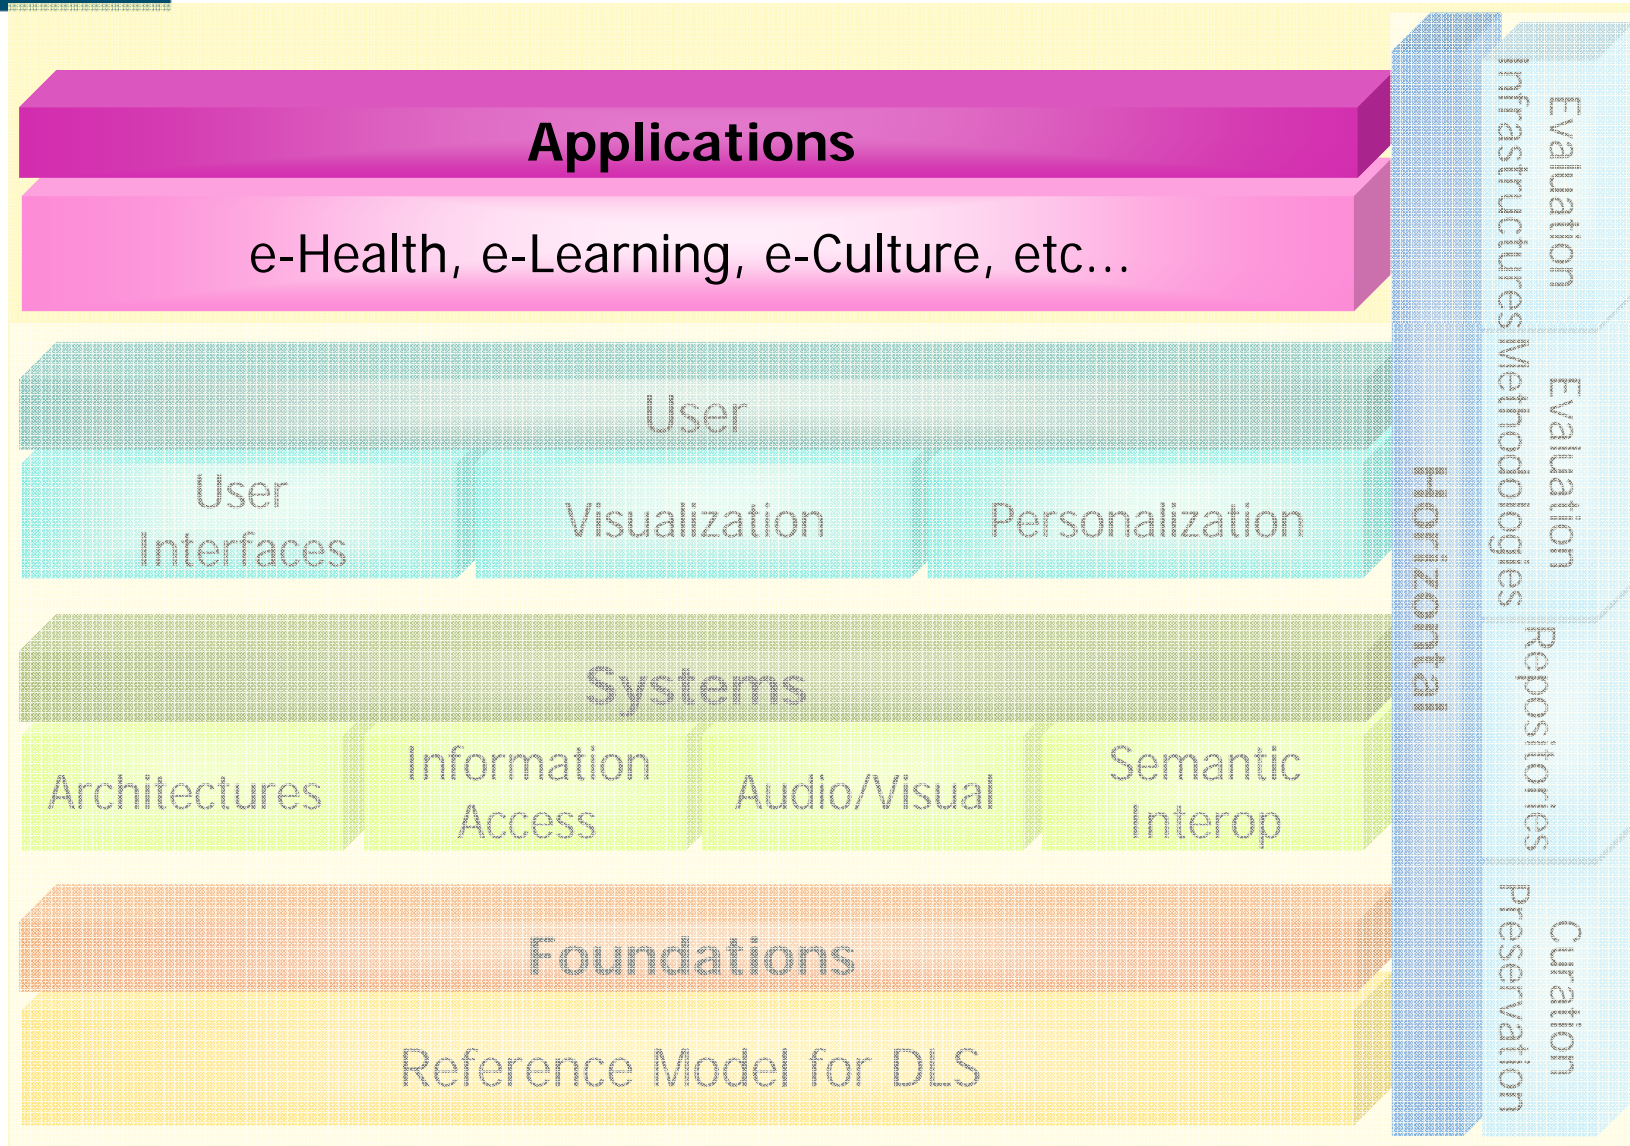 Applications
e-Health, e-Learning, e-Culture, etc...
User
User
Interfaces
Visualization
Personalization
Systems
Architectures
Information
Access
Audio/Visual
Semantic
Interop
Foundations
Reference Model for DLS
Horizontal
Evaluation
Infrastructures
Evaluation
Methodologies
Repositories
Curation
Preservation